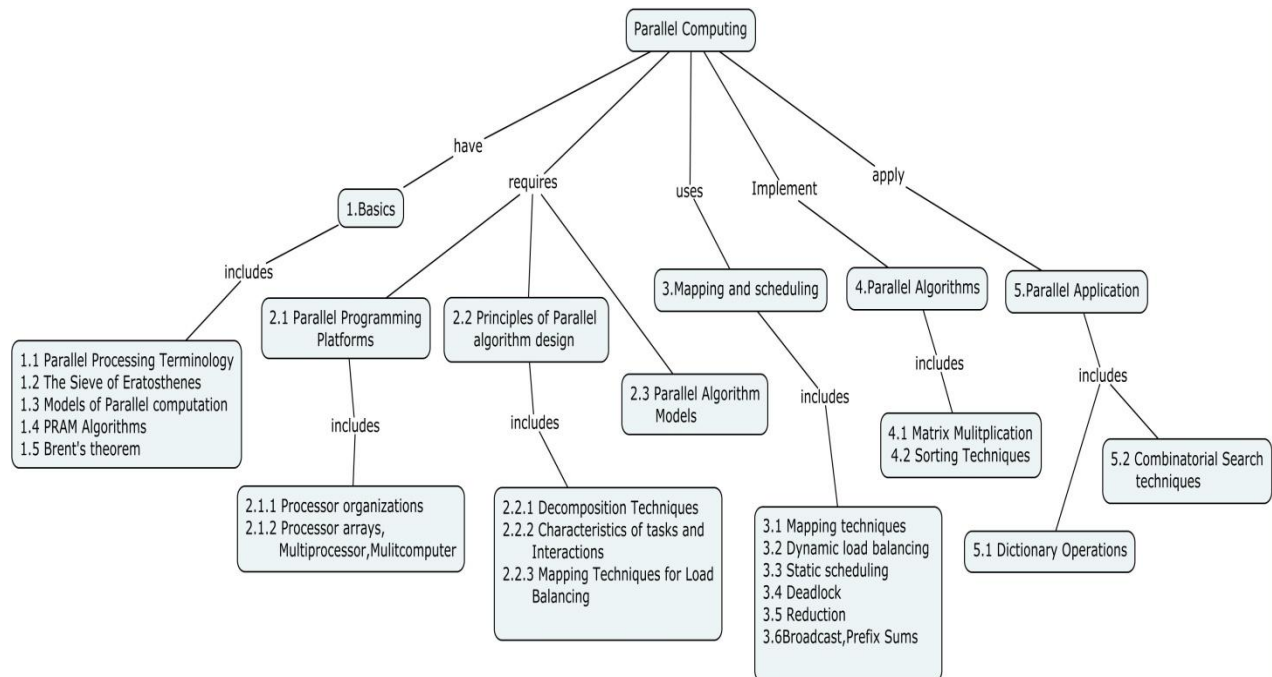 Parallel Computing
have
requires
uses
Implement
apply
1.Basics
includes
1.1 Parallel Processing Terminology
1.2 The Sieve of Eratosthenes
1.3 Models of Parallel computation
1.4 PRAM Algorithms
1.5 Brent's theorem
2.1 Parallel Programming
Platforms
includes
2.1.1 Processor organizations
2.1.2 Processor arrays,
Multiprocessor,Mulitcomputer
2.2 Principles of Parallel
algorithm design
includes
2.2.1 Decomposition Techniques
2.2.2 Characteristics of tasks and
Interactions
2.2.3 Mapping Techniques for Load
Balancing
2.3 Parallel Algorithm
Models
3.Mapping and scheduling
includes
3.1 Mapping techniques
3.2 Dynamic load balancing
3.3 Static scheduling
3.4 Deadlock
3.5 Reduction
3.6Broadcast,Prefix Sums
4.Parallel Algorithms
includes
4.1 Matrix Mulitplication
4.2 Sorting Techniques
5.Parallel Application
includes
5.1 Dictionary Operations
5.2 Combinatorial Search
techniques